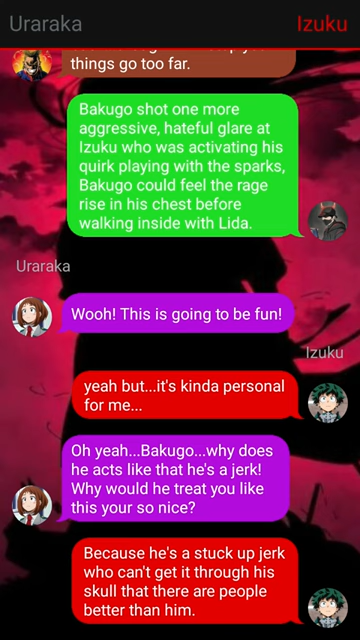 Uraraka Izuku
things go too far.
Bakugo shot one more
aggressive, hateful glare at
Izuku who was activating his
quirk playing with the sparks,
Bakugo could feel the rage
rise in his chest before
walking inside with Lida.
Uraraka
Wooh! This is going to be fun!
Izuku
yeah but...it's kinda personal
for me...
Oh yeah...Bakugo...why does
he acts like that he's a jerk!
Why would he treat you like
this your so nice?
Because he's a stuck up jerk
who can't get it through his
skull that there are people
better than him.